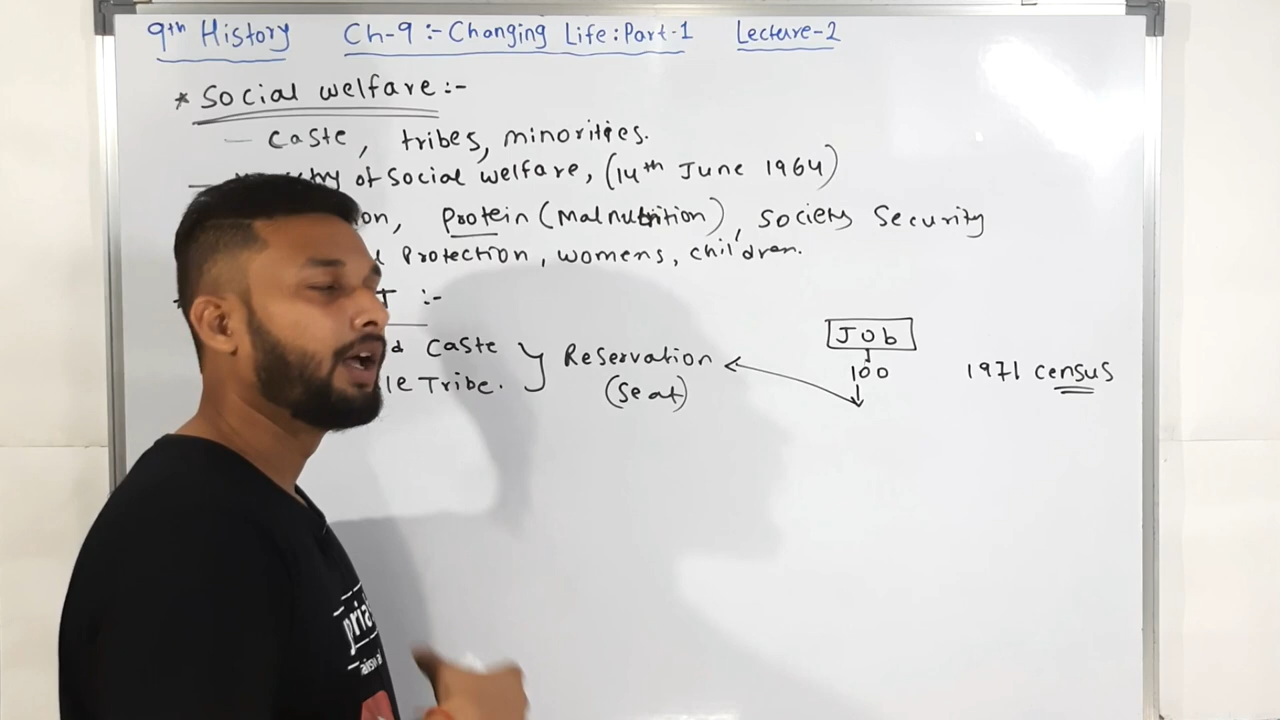 9th History Ch-9 :- Changing Life : Part-1 Lecture-2
* Social welfare :-
— Caste, tribes, minorities.
of Social welfare, (14th June 1964)
Protein (Malnutrition), Society Security
Protection, womens, children.
T :-
Caste
Tribe.
Reservation
(Seat)
Job
100
1971 census